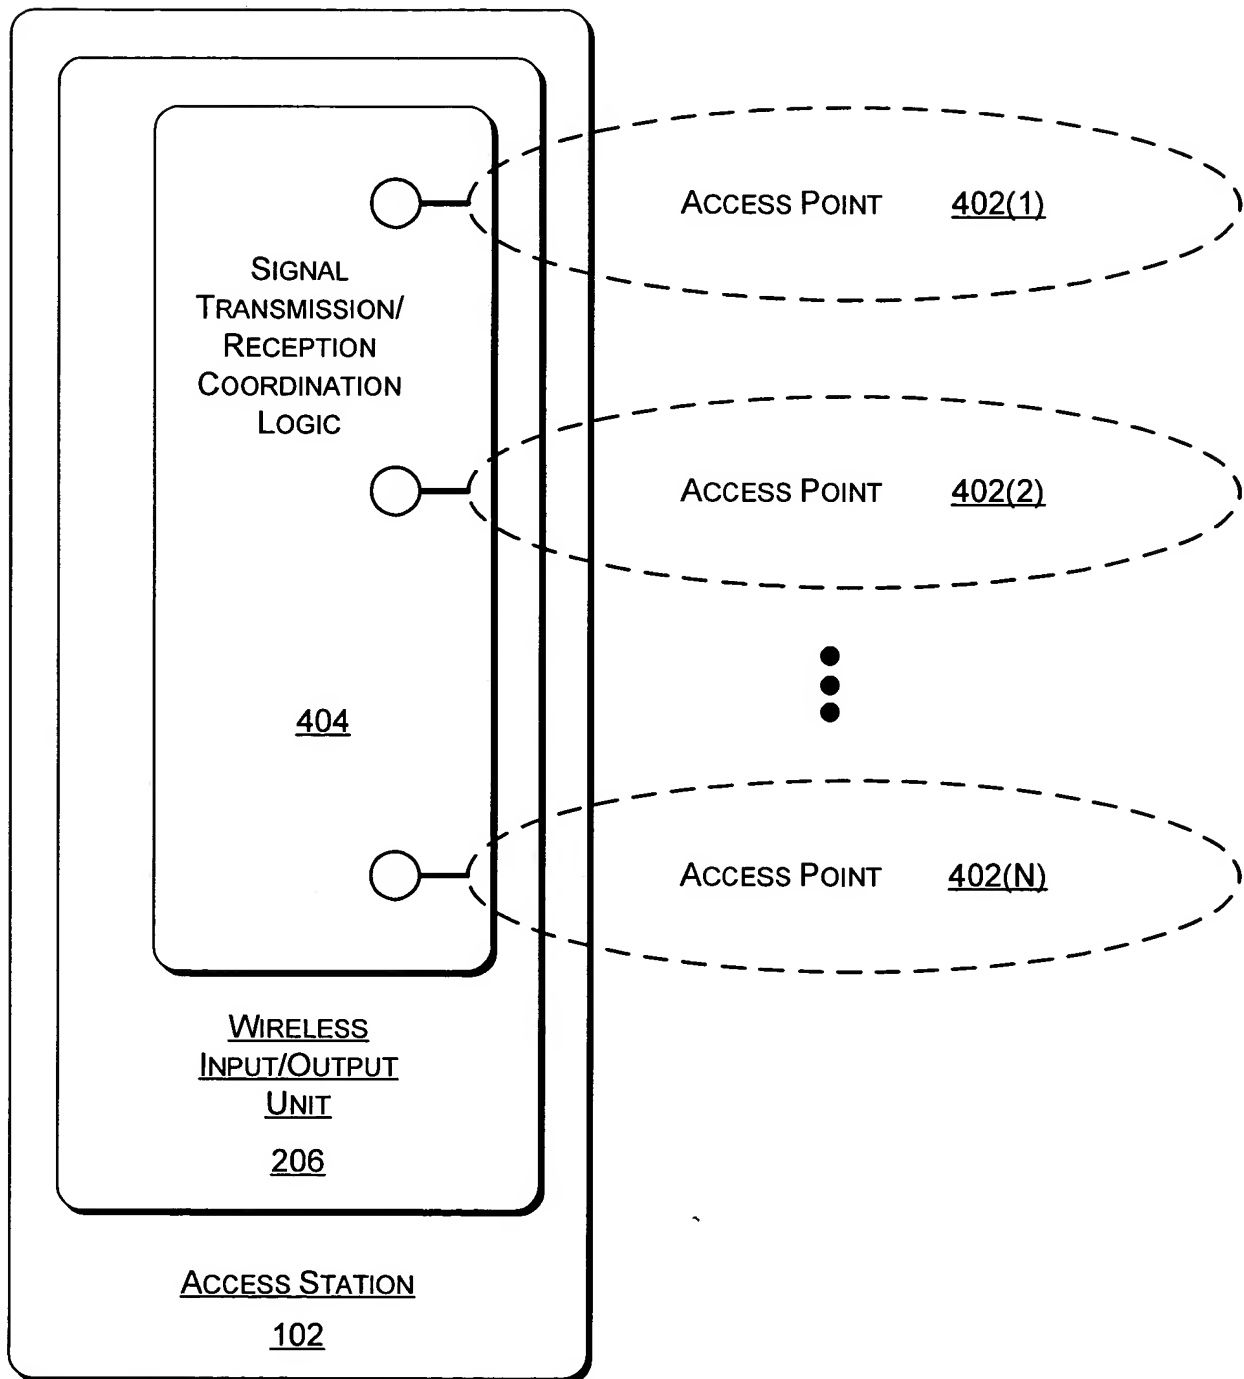 ACCESS POINT 402(1)
SIGNAL
TRANSMISSION/
RECEPTION
COORDINATION
LOGIC
ACCESS POINT 402(2)
404
ACCESS POINT 402(N)
WIRELESS
INPUT/OUTPUT
UNIT
206
ACCESS STATION
102